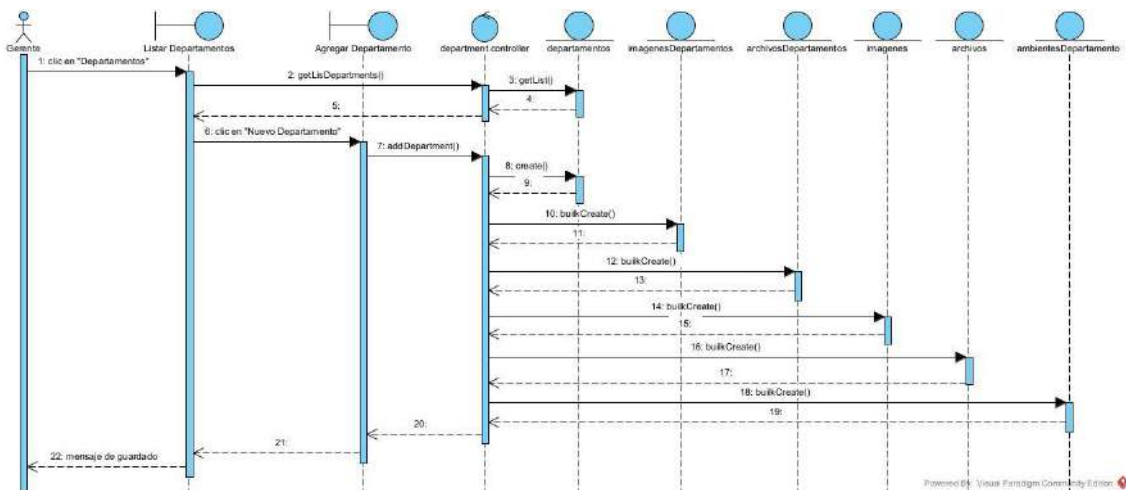 Gerente
Listar Departamentos
Agregar Departamento
department.controller
departamentos
imagenesDepartamentos
archivosDepartamentos
imagenes
archivos
ambientesDepartamento
1: clic en "Departamentos"
2: getLisDepartments()
3: getList()
4:
5:
6: clic en "Nuevo Departamento"
7: addDepartment()
8: create()
9:
10: builkCreate()
11:
12: builkCreate()
13:
14: builkCreate()
15:
16: builkCreate()
17:
18: builkCreate()
19:
20:
21:
22: mensaje de guardado
Powered By: Visual Paradigm Community Edition